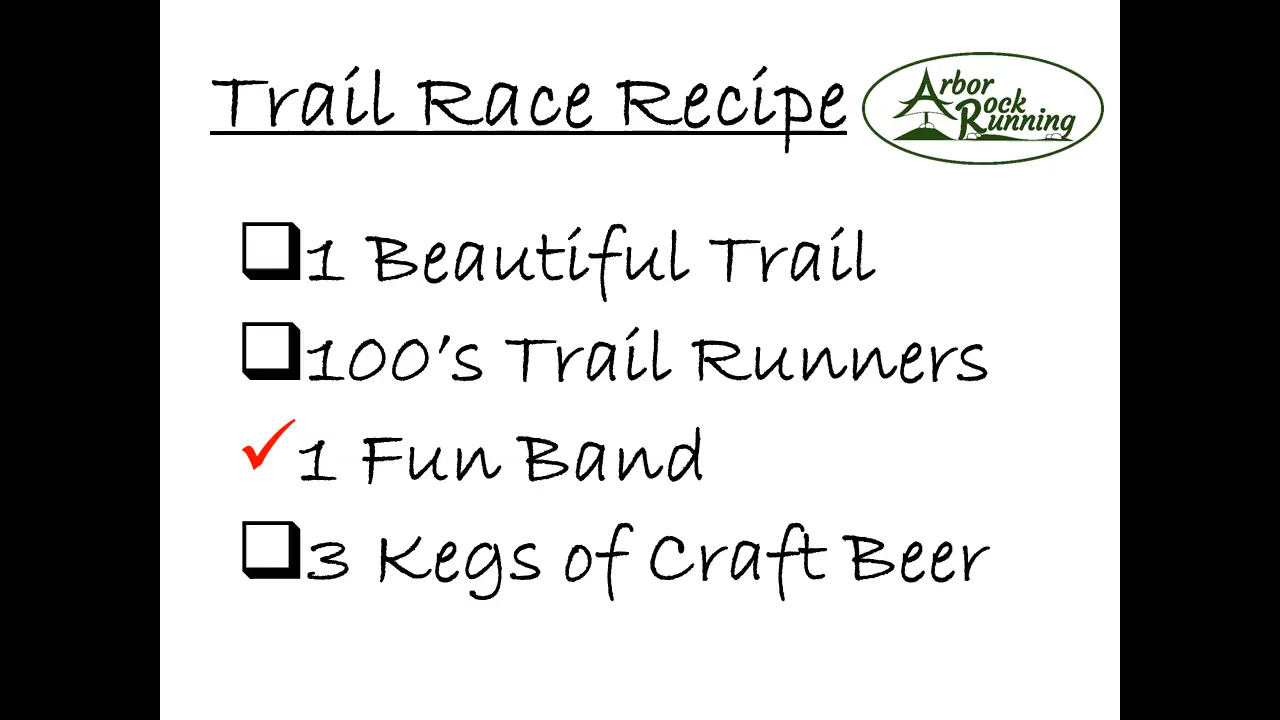 Trail Race Recipe
Arbor
Rock
Running
1 Beautiful Trail
100's Trail Runners
1 Fun Band
3 Kegs of Craft Beer